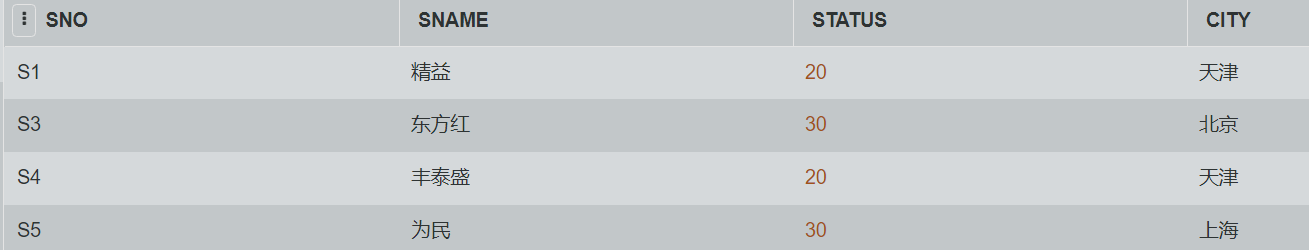 SNO SNAME STATUS CITY
S1 精益 20 天津
S3 东方红 30 北京
S4 丰泰盛 20 天津
S5 为民 30 上海